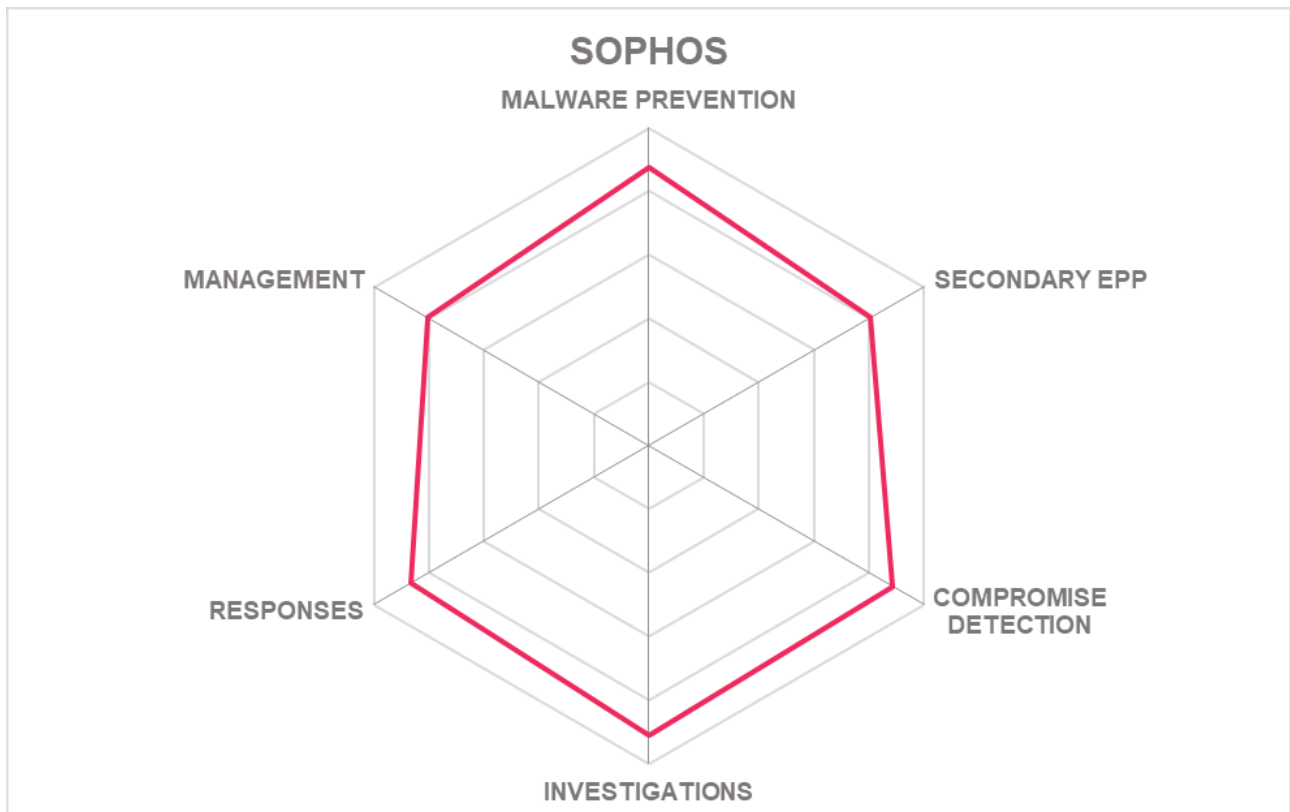 SOPHOS
MALWARE PREVENTION
MANAGEMENT
SECONDARY EPP
RESPONSES
COMPROMISE
DETECTION
INVESTIGATIONS